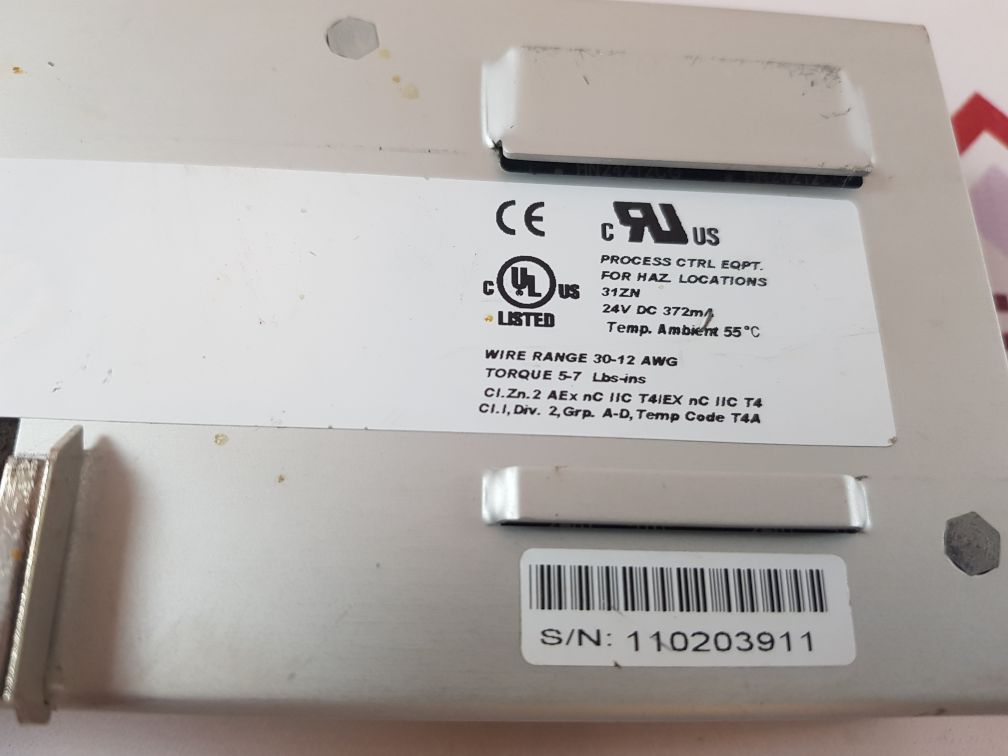 CE
c RU US
PROCESS CTRL EQPT.
FOR HAZ. LOCATIONS
31ZN
24V DC 372mA
Temp. Ambient 55°C
C UL US
LISTED
WIRE RANGE 30-12 AWG
TORQUE 5-7 Lbs-ins
Cl.Zn.2 AEx nC IIC T4IEX nC IIC T4
Cl.I,Div. 2,Grp. A-D,Temp Code T4A
S/N: 110203911